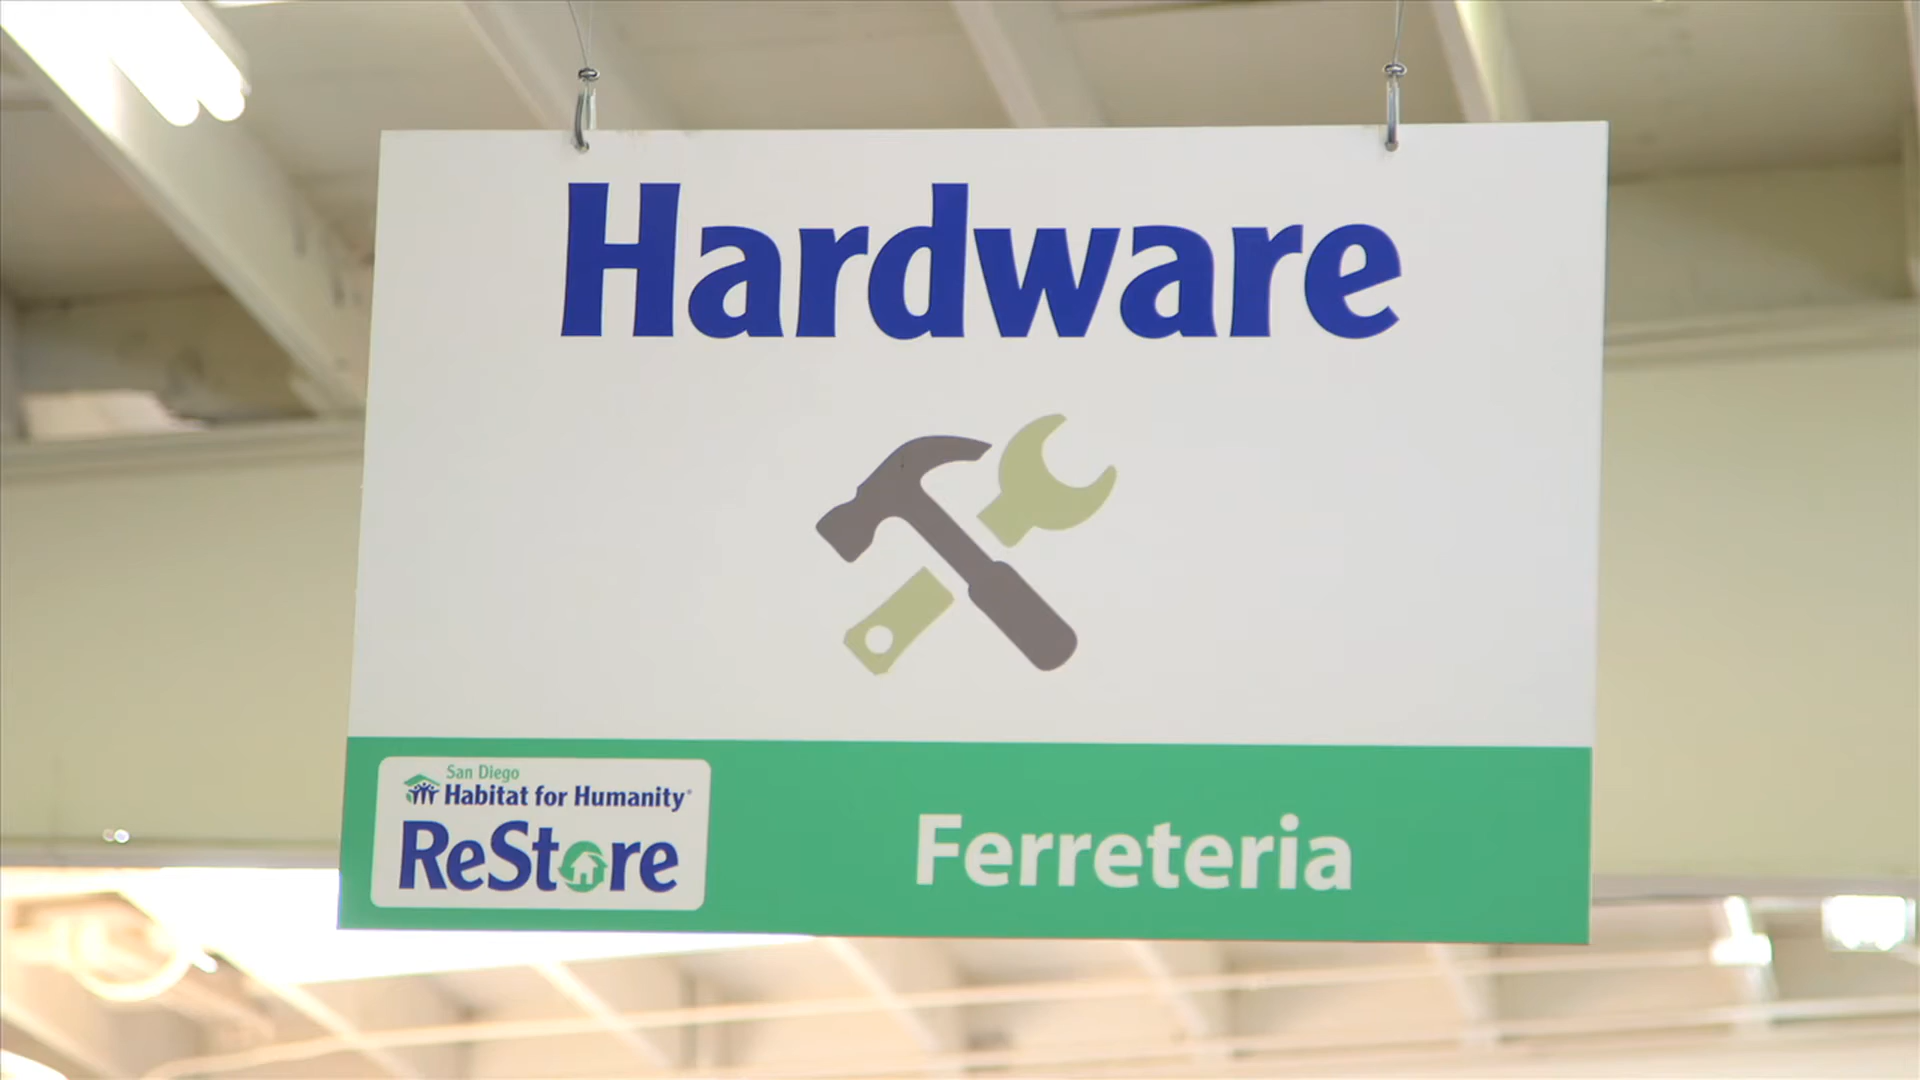 Hardware
San Diego
Habitat for Humanity®
ReStore
Ferreteria